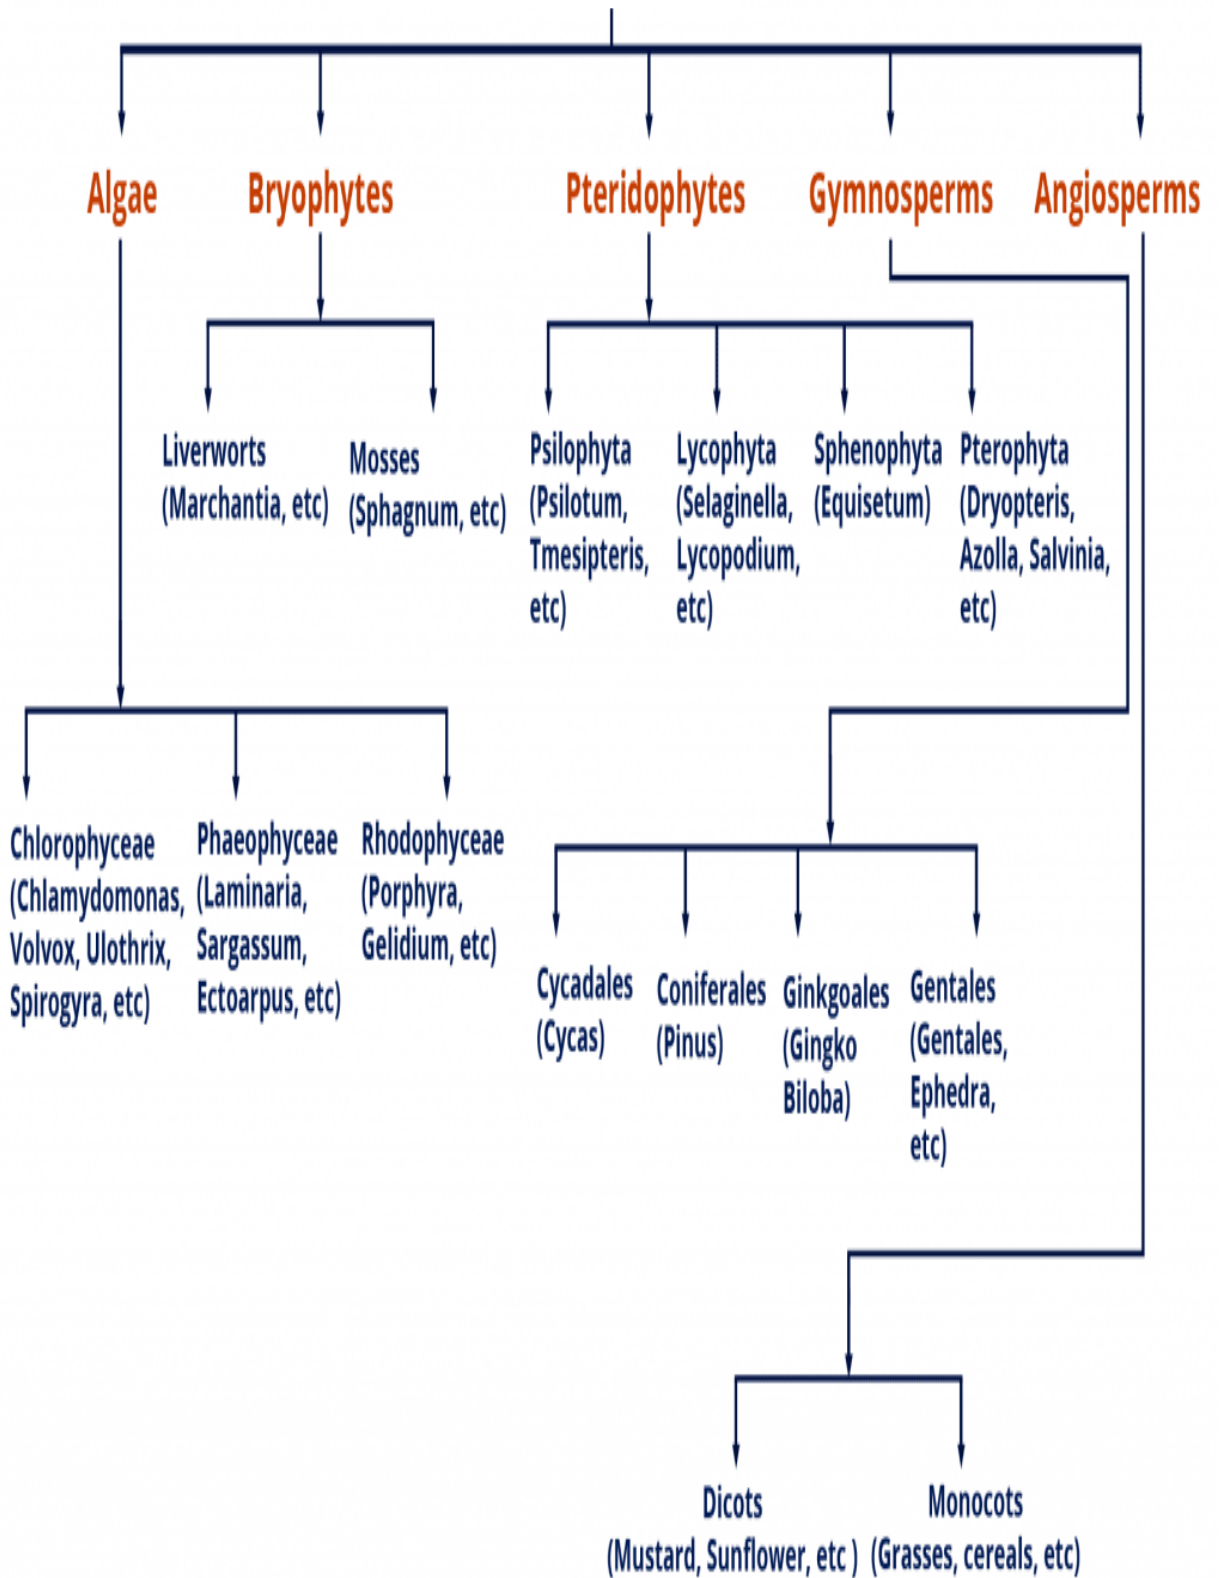 Algae
Bryophytes
Pteridophytes
Gymnosperms
Angiosperms
Liverworts
(Marchantia, etc)
Mosses
(Sphagnum, etc)
Psilophyta
(Psilotum,
Tmesipteris,
etc)
Lycophyta
(Selaginella,
Lycopodium,
etc)
Sphenophyta
(Equisetum)
Pterophyta
(Dryopteris,
Azolla, Salvinia,
etc)
Chlorophyceae
(Chlamydomonas,
Volvox, Ulothrix,
Spirogyra, etc)
Phaeophyceae
(Laminaria,
Sargassum,
Ectoarpus, etc)
Rhodophyceae
(Porphyra,
Gelidium, etc)
Cycadales
(Cycas)
Coniferales
(Pinus)
Ginkgoales
(Gingko
Biloba)
Gentales
(Gentales,
Ephedra,
etc)
Dicots
(Mustard, Sunflower, etc )
Monocots
(Grasses, cereals, etc)